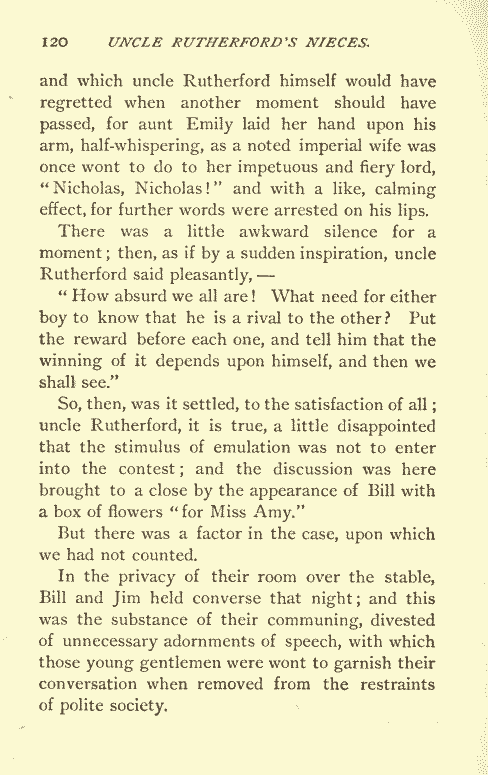 120 UNCLE RUTHERFORD'S NIECES.
and which uncle Rutherford himself would have
regretted when another moment should have
passed, for aunt Emily laid her hand upon his
arm, half-whispering, as a noted imperial wife was
once wont to do to her impetuous and fiery lord,
“Nicholas, Nicholas!” and with a like, calming
effect, for further words were arrested on his lips.
There was a little awkward silence for a
moment; then, as if by a sudden inspiration, uncle
Rutherford said pleasantly, —
“How absurd we all are! What need for either
boy to know that he is a rival to the other? Put
the reward before each one, and tell him that the
winning of it depends upon himself, and then we
shall see.”
So, then, was it settled, to the satisfaction of all;
uncle Rutherford, it is true, a little disappointed
that the stimulus of emulation was not to enter
into the contest; and the discussion was here
brought to a close by the appearance of Bill with
a box of flowers “for Miss Amy.”
But there was a factor in the case, upon which
we had not counted.
In the privacy of their room over the stable,
Bill and Jim held converse that night; and this
was the substance of their communing, divested
of unnecessary adornments of speech, with which
those young gentlemen were wont to garnish their
conversation when removed from the restraints
of polite society.